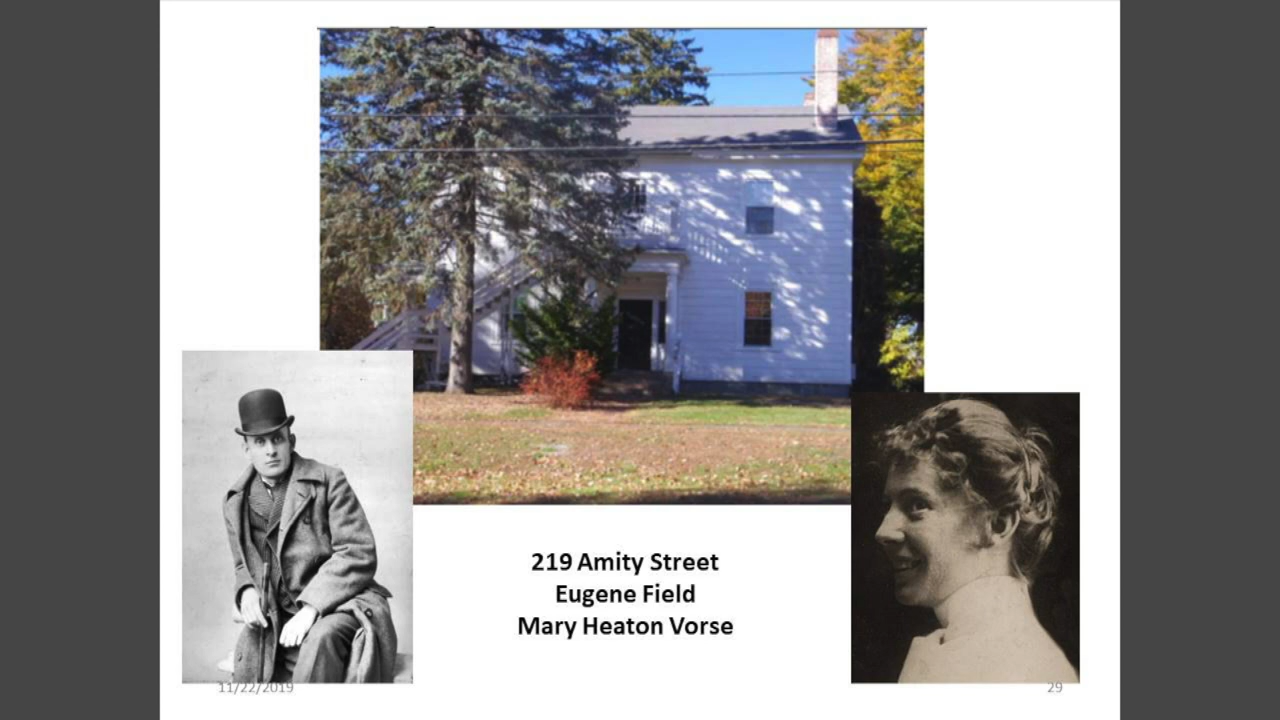 219 Amity Street
Eugene Field
Mary Heaton Vorse
11/22/2019
29